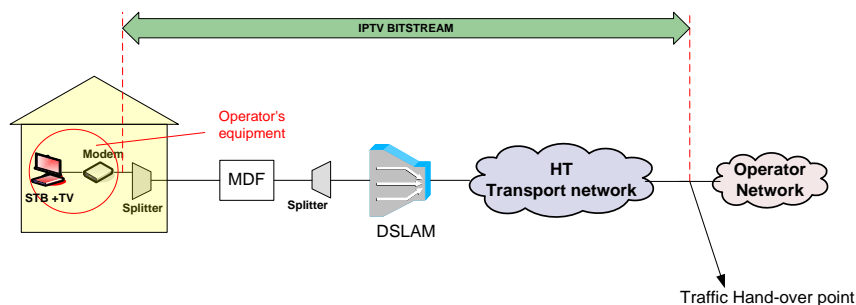 IPTV BITSTREAM
Operator's
equipment
Modem
STB +TV
Splitter
MDF
Splitter
DSLAM
HT
Transport network
Operator
Network
Traffic Hand-over point